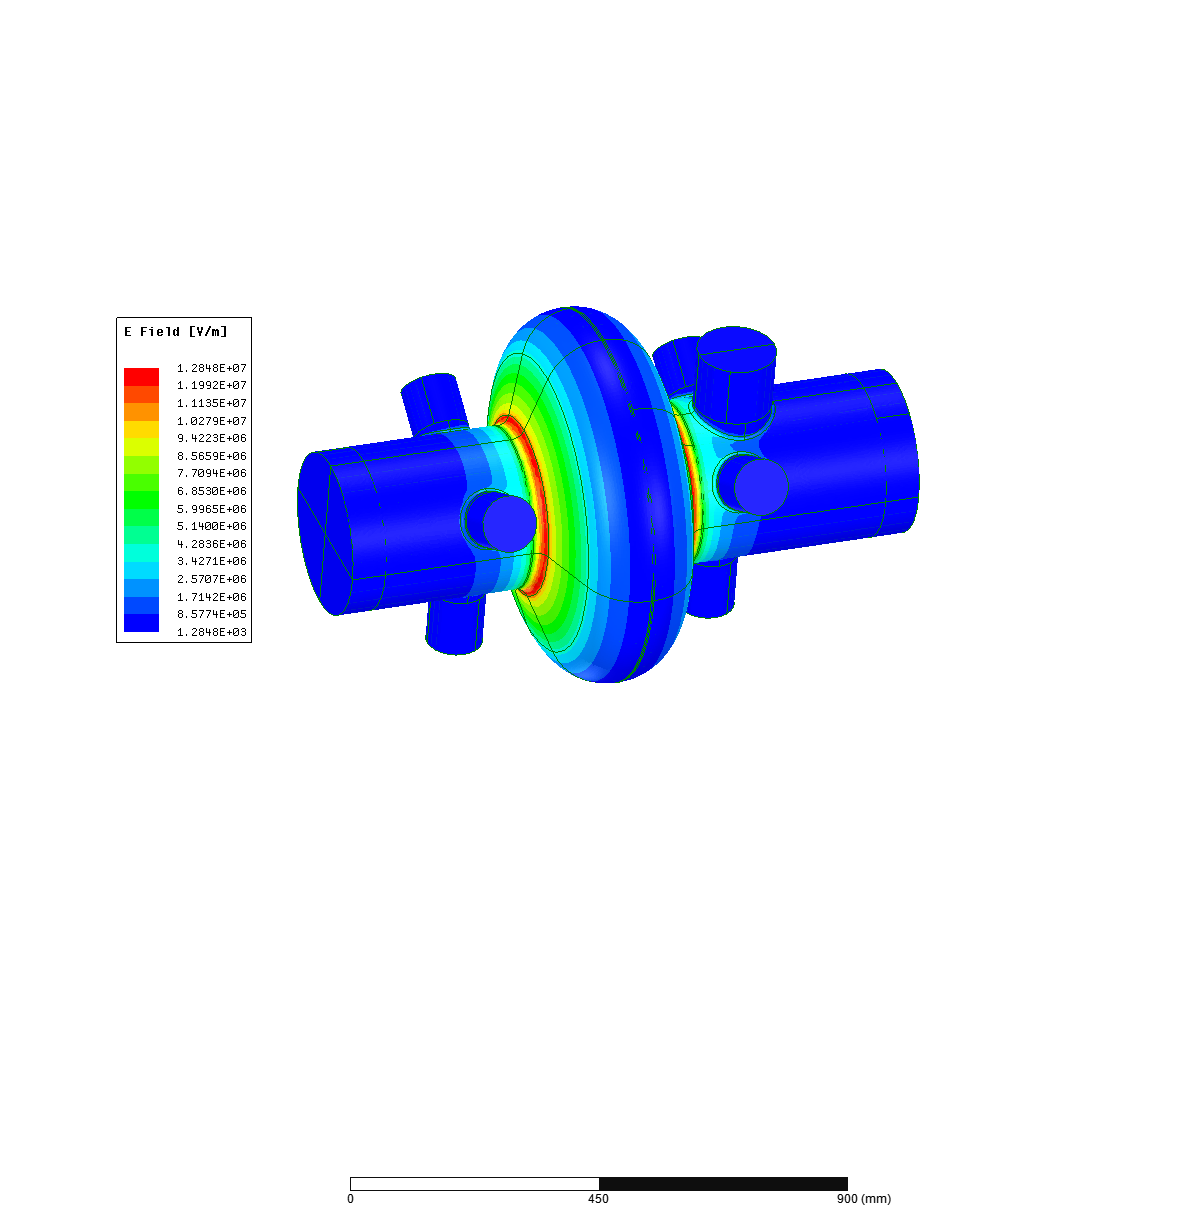 E Field [V/m]
1.2848E+07
1.1992E+07
1.1135E+07
1.0279E+07
9.4223E+06
8.5659E+06
7.7094E+06
6.8530E+06
5.9965E+06
5.1400E+06
4.2836E+06
3.4271E+06
2.5707E+06
1.7142E+06
8.5774E+05
1.2848E+03
0 450 900 (mm)